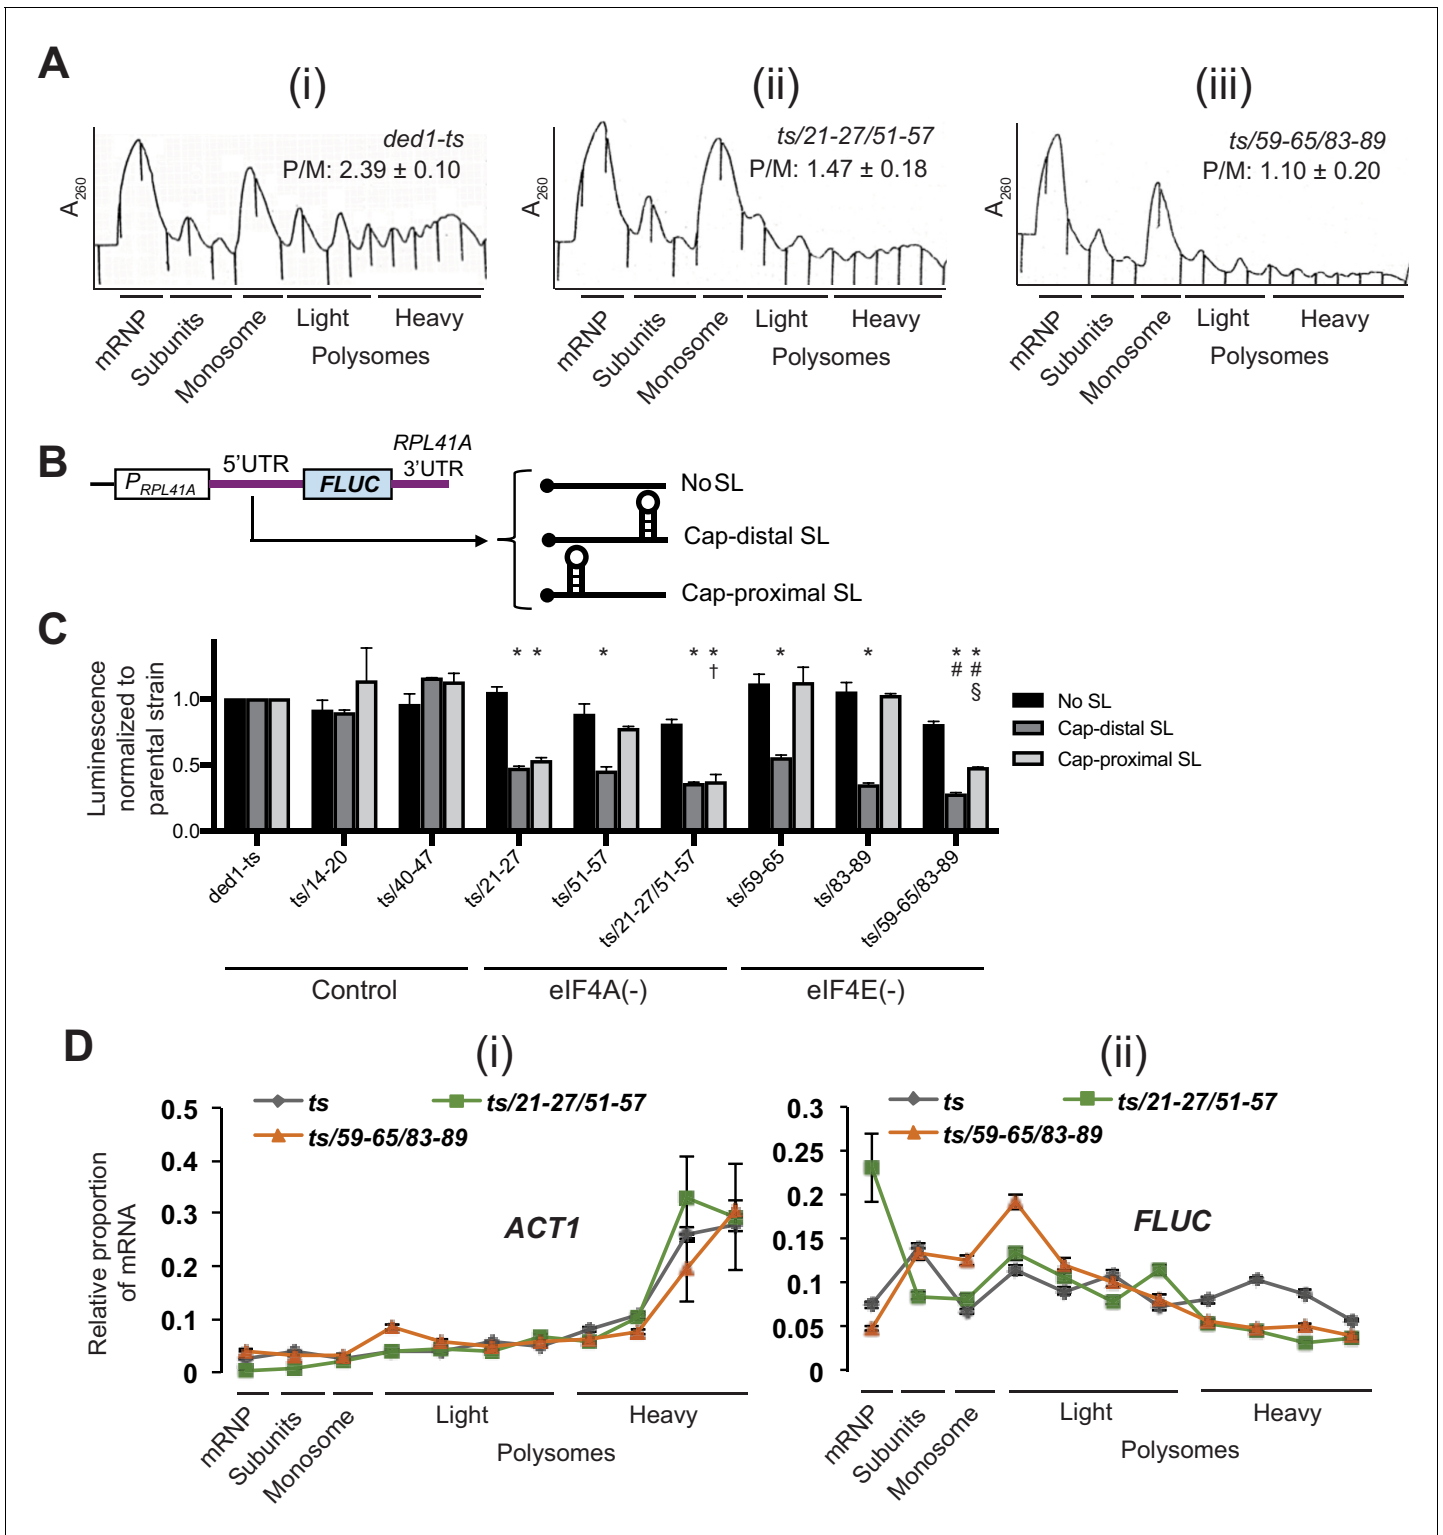 A
(i)
(ii)
(iii)
ded1-ts
P/M: 2.39 ± 0.10
ts/21-27/51-57
P/M: 1.47 ± 0.18
ts/59-65/83-89
P/M: 1.10 ± 0.20
A260
A260
A260
mRNP
Subunits
Monosome
Light
Heavy
Polysomes
mRNP
Subunits
Monosome
Light
Heavy
Polysomes
mRNP
Subunits
Monosome
Light
Heavy
Polysomes
B
PRPL41A
5'UTR
FLUC
RPL41A
3'UTR
No SL
Cap-distal SL
Cap-proximal SL
C
Luminescence
normalized to
parental strain
1.0
0.5
0.0
* * * * * * * * *
† # #
§
No SL
Cap-distal SL
Cap-proximal SL
ded1-ts
ts/14-20
ts/40-47
ts/21-27
ts/51-57
ts/21-27/51-57
ts/59-65
ts/83-89
ts/59-65/83-89
Control
eIF4A(-)
eIF4E(-)
D
(i)
ts
ts/21-27/51-57
ts/59-65/83-89
Relative proportion
of mRNA
0.5
0.4
0.3
0.2
0.1
0
ACT1
mRNP
Subunits
Monosome
Light
Heavy
Polysomes
(ii)
ts
ts/21-27/51-57
ts/59-65/83-89
0.3
0.25
0.2
0.15
0.1
0.05
0
FLUC
mRNP
Subunits
Monosome
Light
Heavy
Polysomes